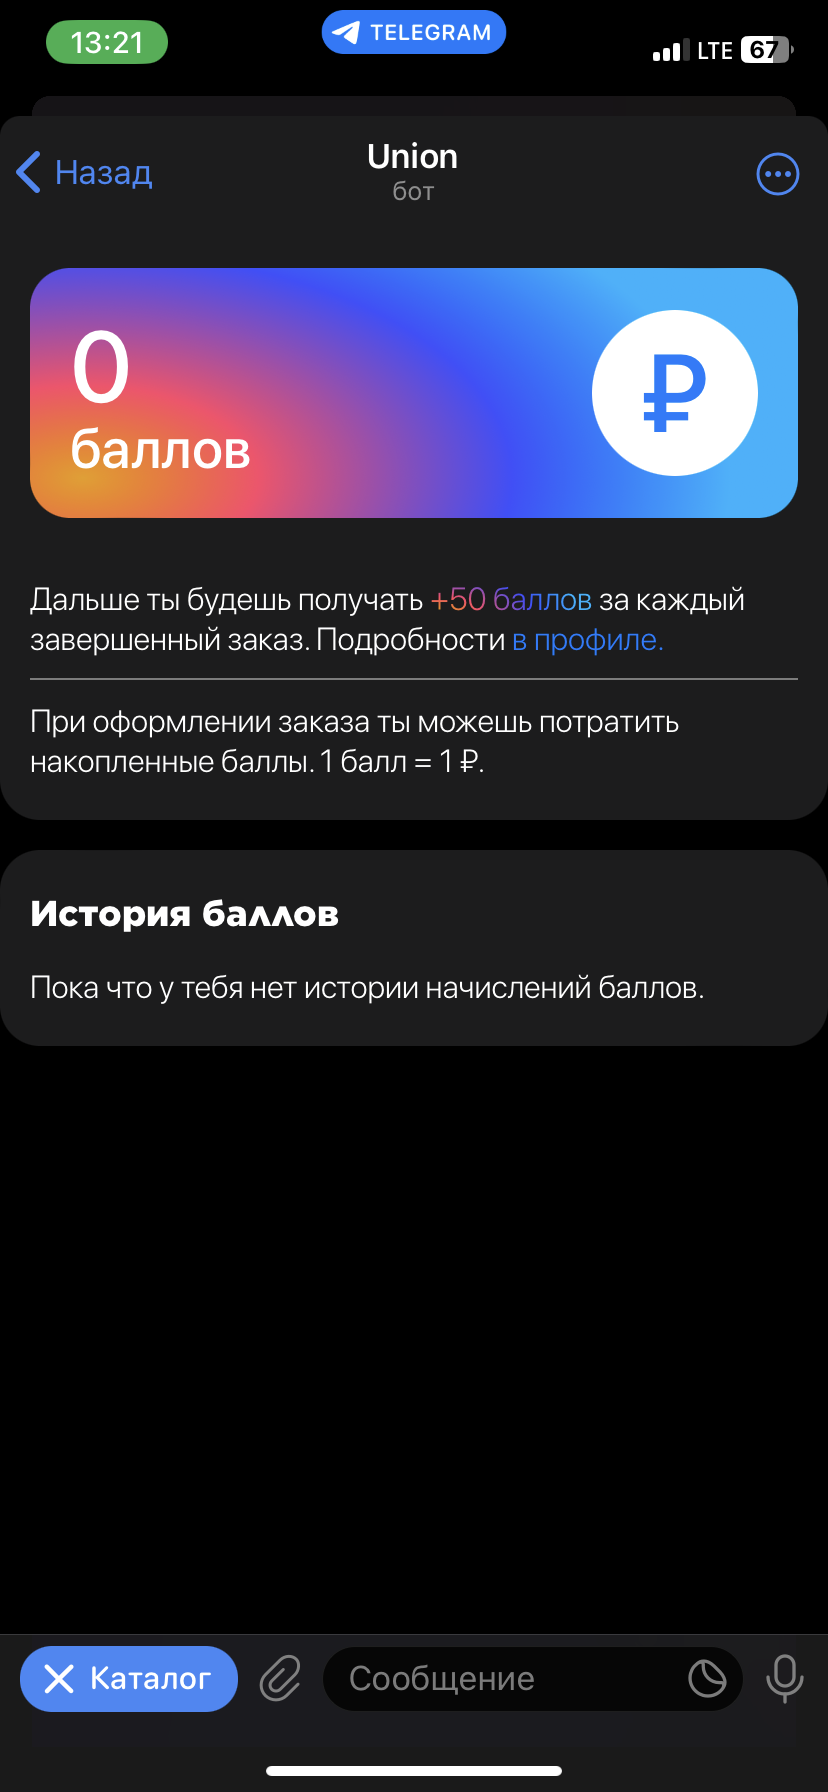 13:21
TELEGRAM
LTE 67
Назад
Union
бот
0
баллов
₽
Дальше ты будешь получать +50 баллов за каждый
завершенный заказ. Подробности в профиле.
При оформлении заказа ты можешь потратить
накопленные баллы. 1 балл = 1 ₽.
История баллов
Пока что у тебя нет истории начислений баллов.
Каталог
Сообщение